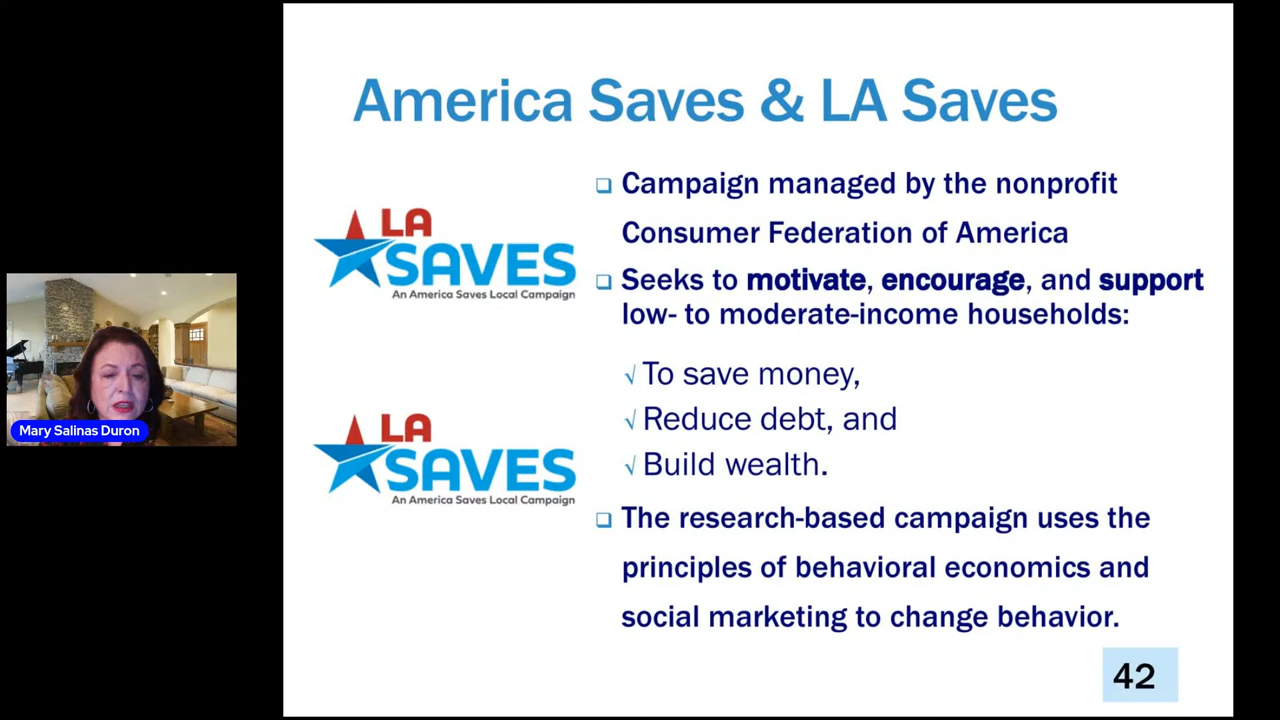 America Saves & LA Saves
LA
SAVES
An America Saves Local Campaign
LA
SAVES
An America Saves Local Campaign
Campaign managed by the nonprofit
Consumer Federation of America
Seeks to motivate, encourage, and support
low- to moderate-income households:
√ To save money,
√ Reduce debt, and
√ Build wealth.
The research-based campaign uses the
principles of behavioral economics and
social marketing to change behavior.
42
Mary Salinas Duron